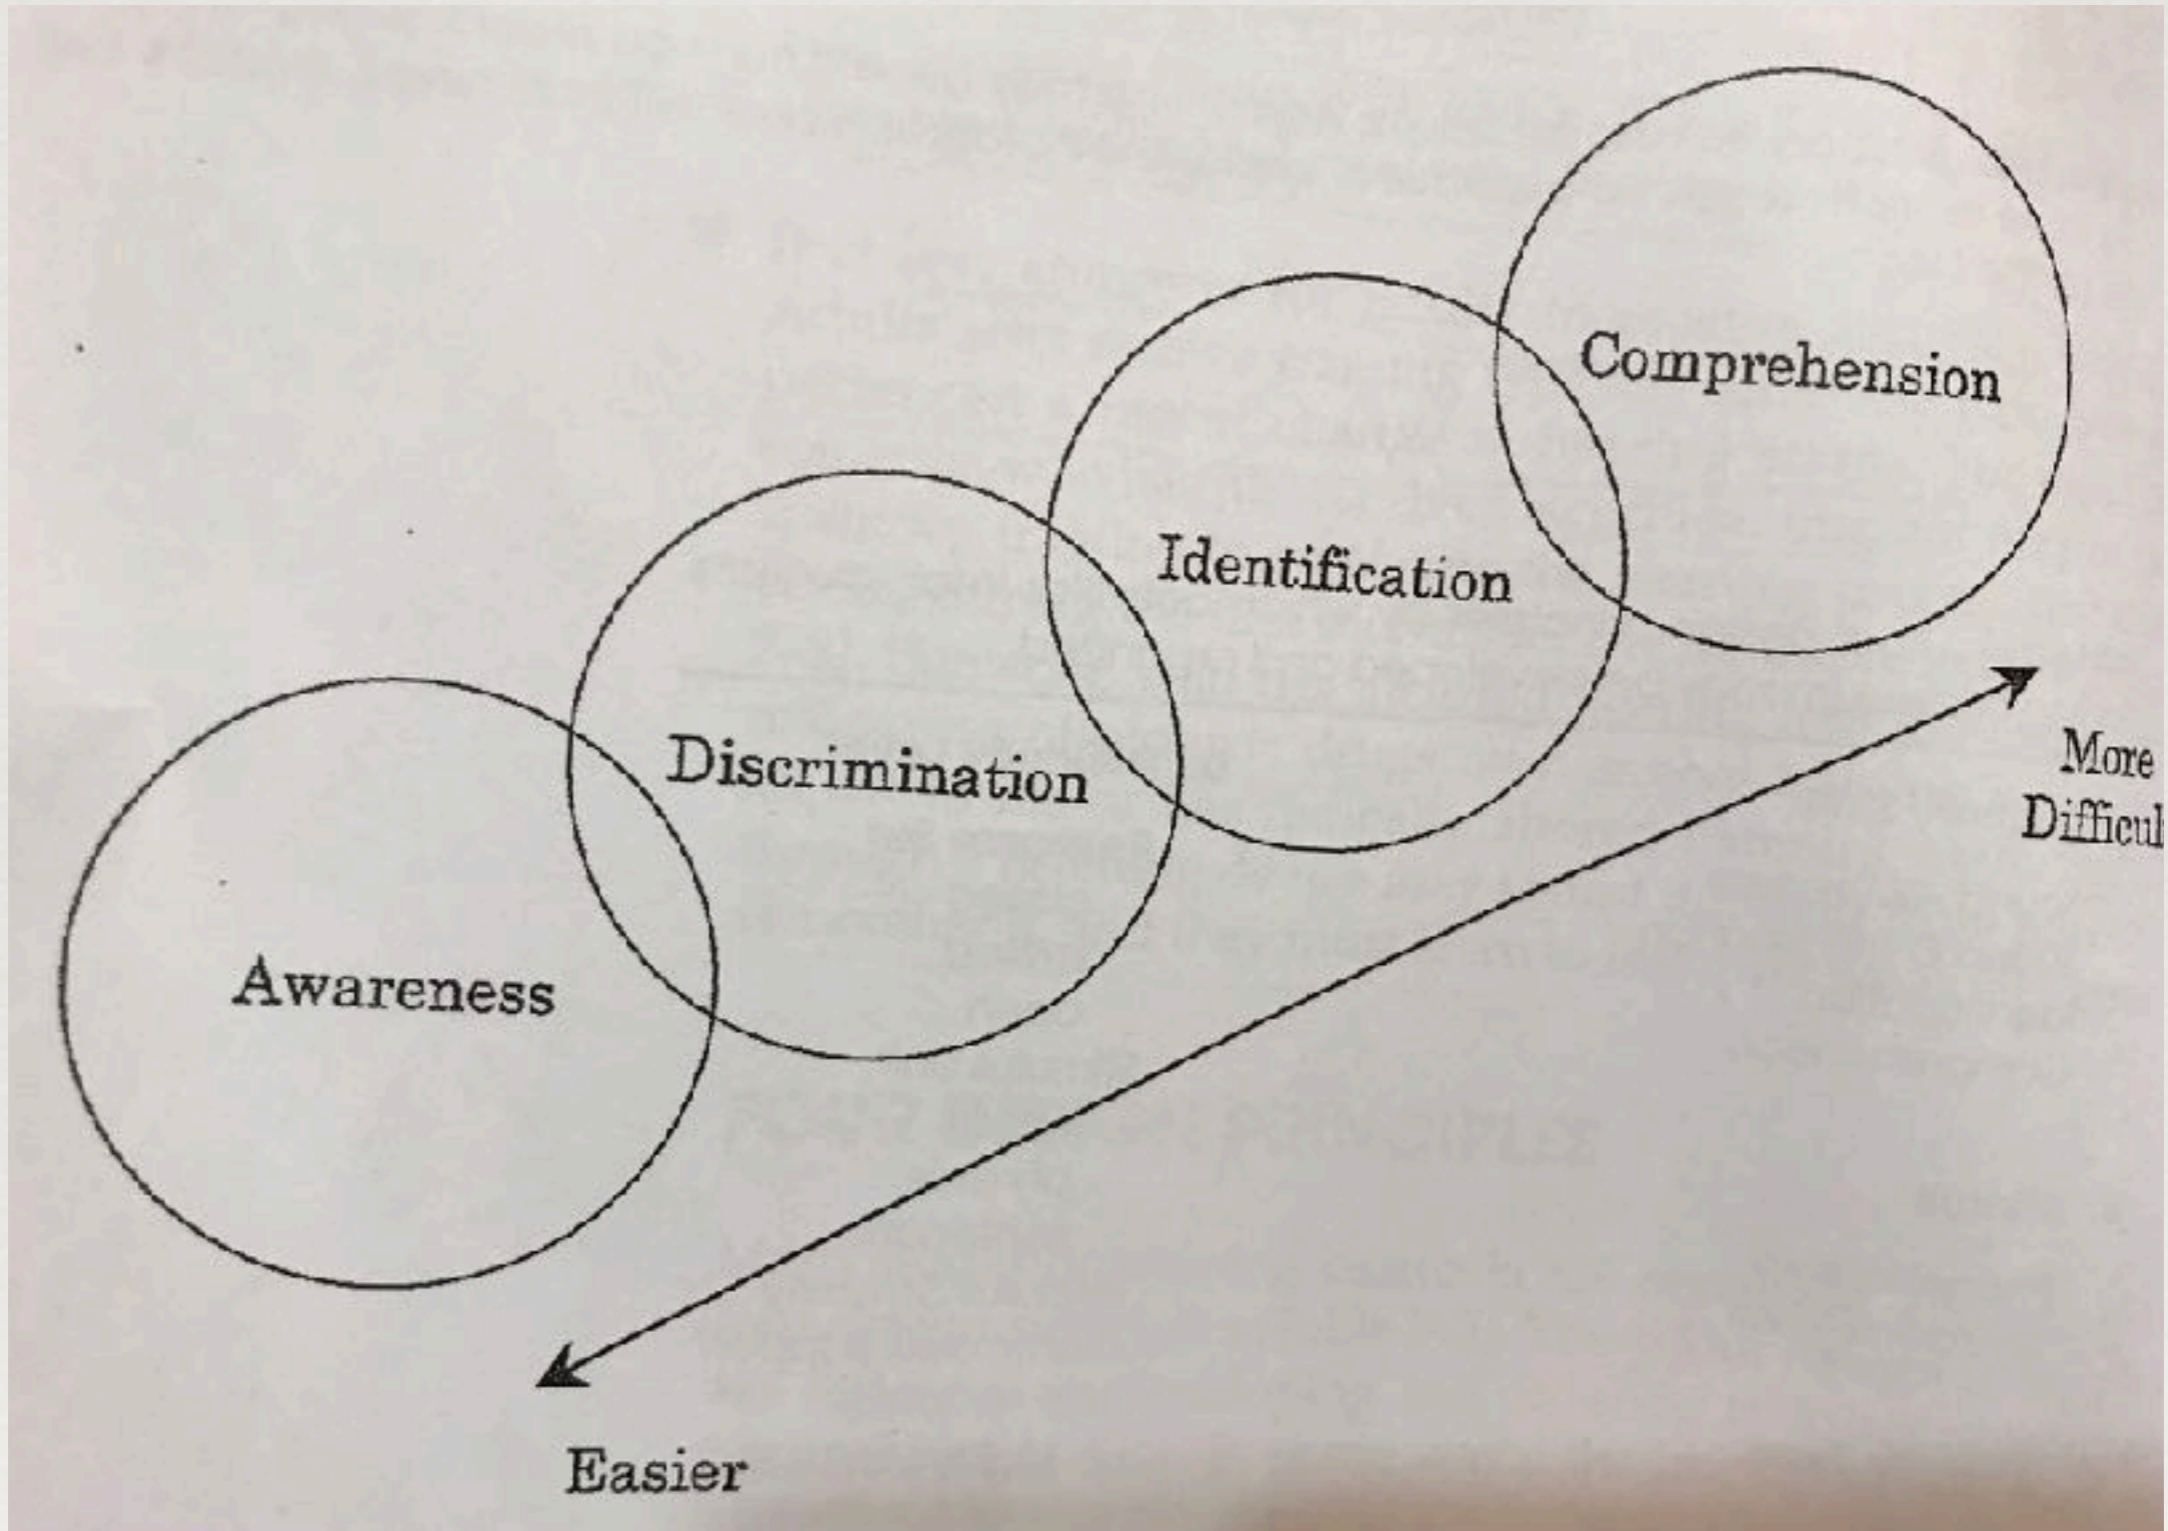 Comprehension
Identification
Discrimination
Awareness
More
Difficul
Easier